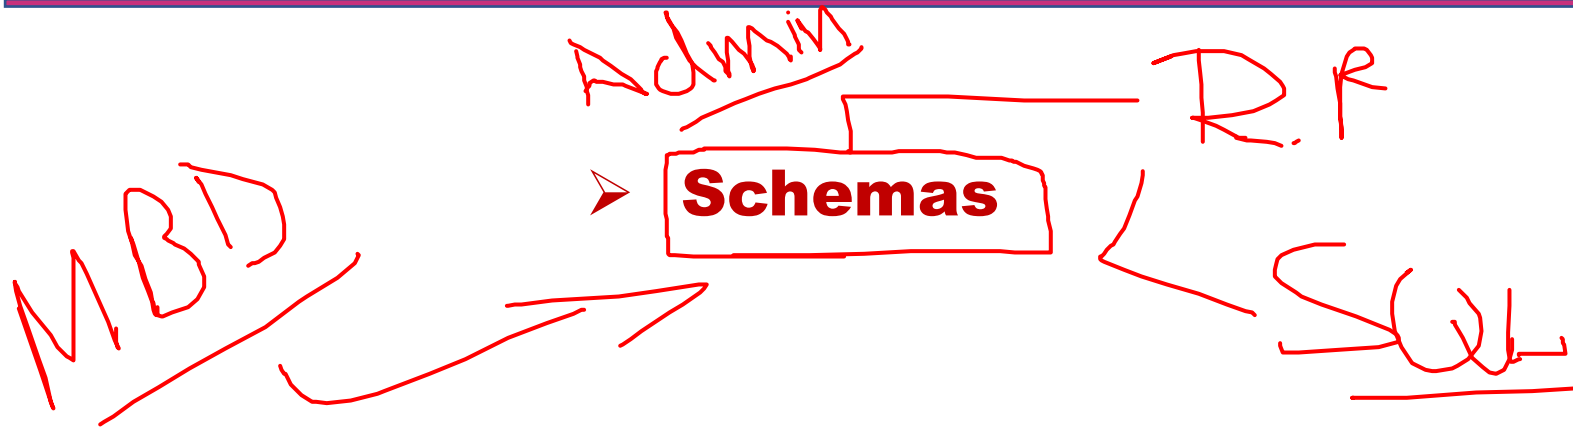 Admin
R.P
Schemas
MBD
SQL